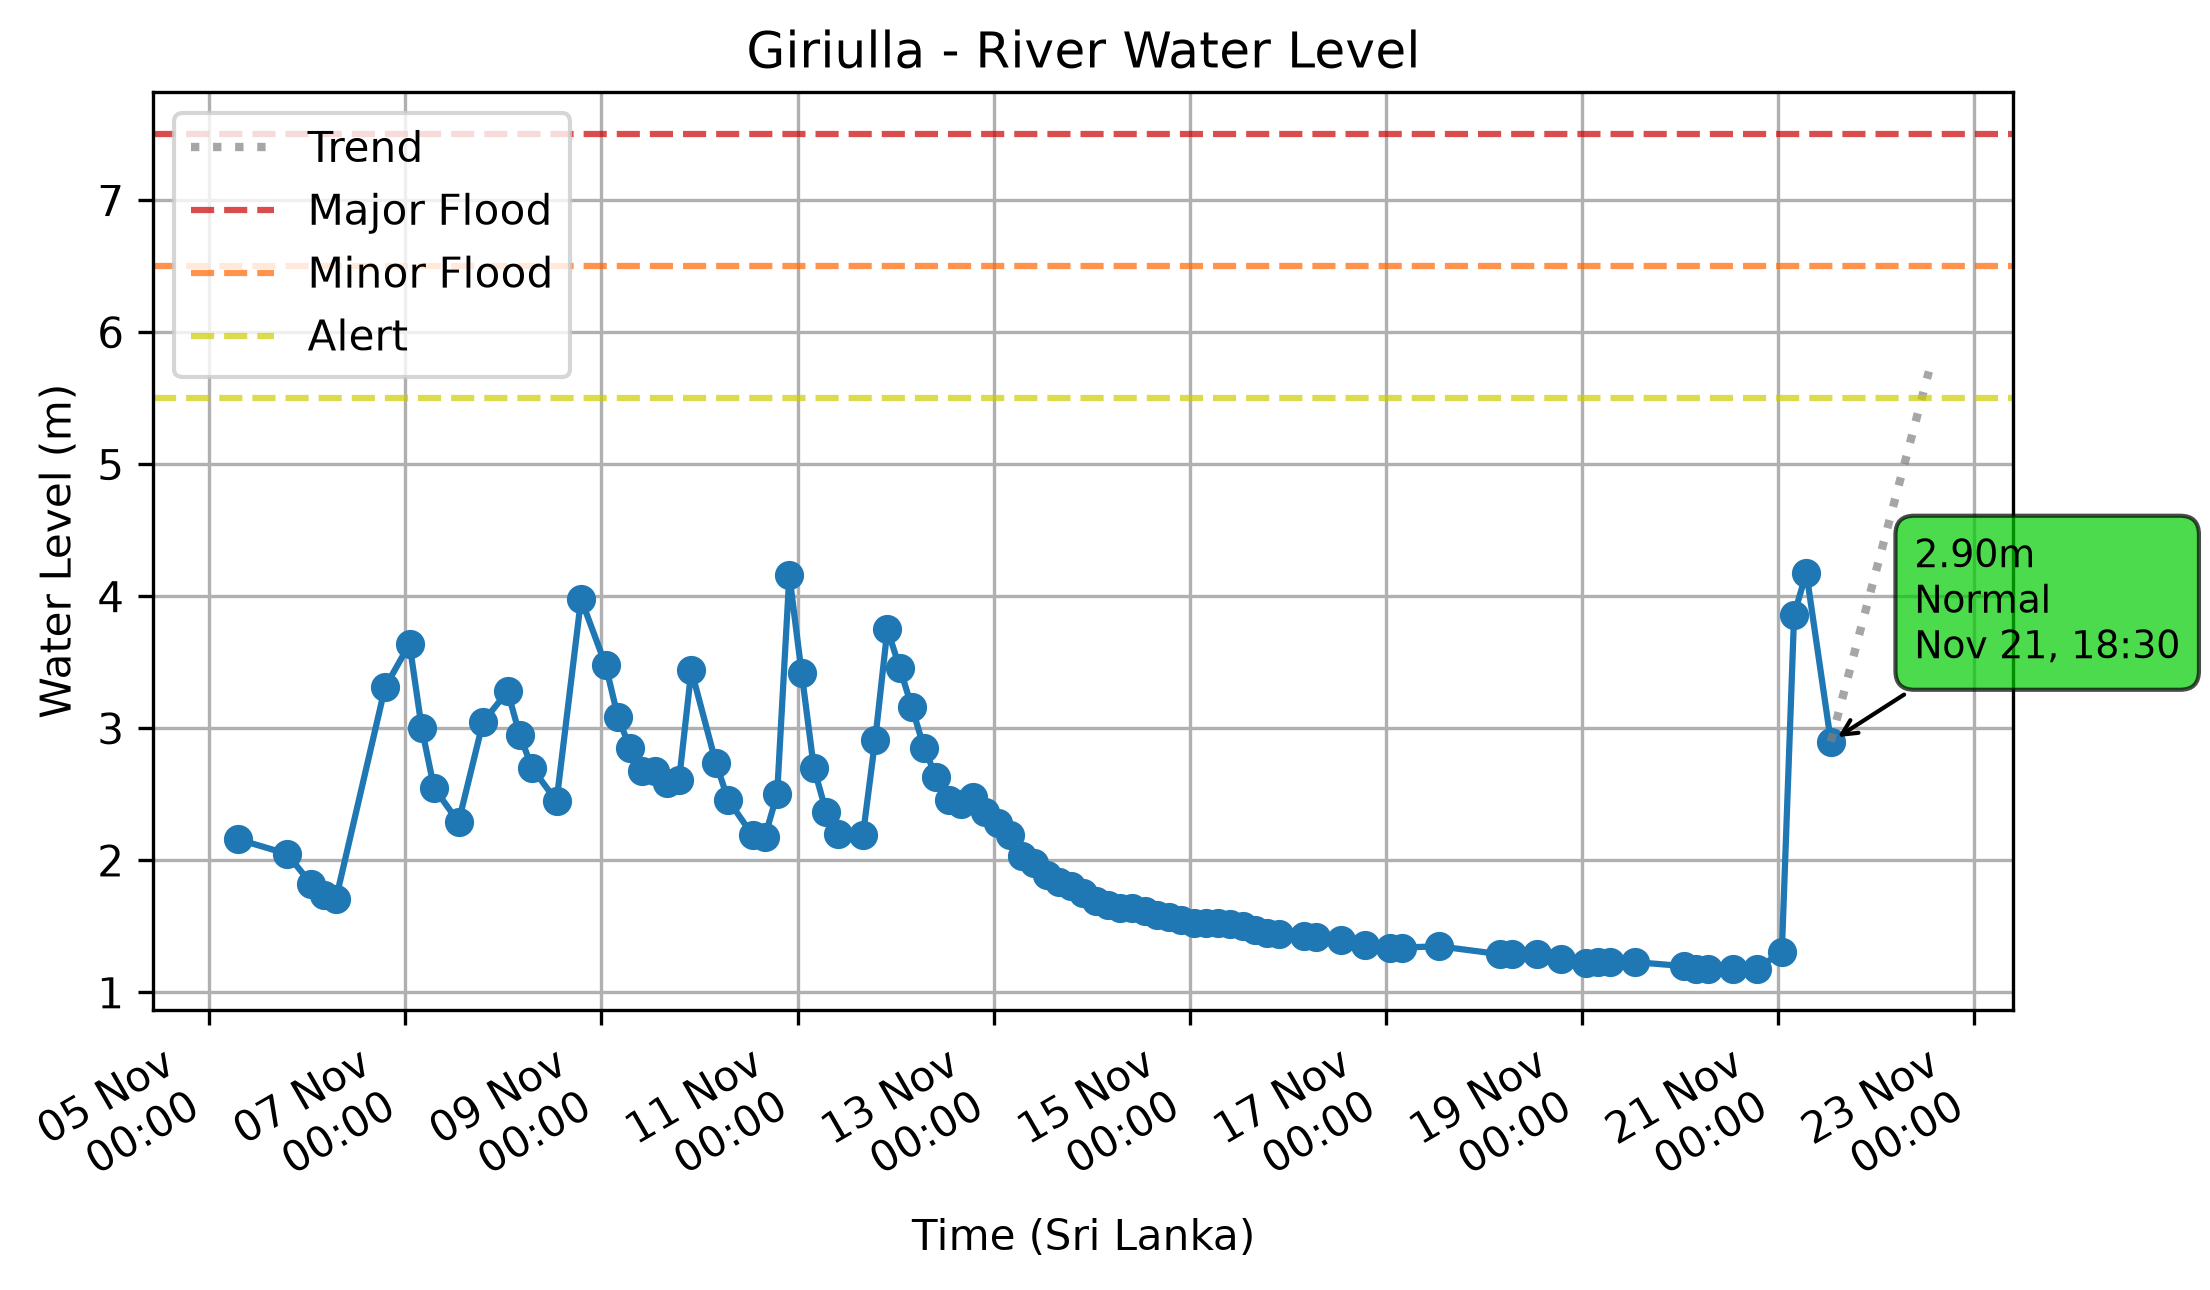 Giriulla - River Water Level
Trend
Major Flood
Minor Flood
Alert
Water Level (m)
7
6
5
4
3
2
1
2.90m
Normal
Nov 21, 18:30
05 Nov
00:00
07 Nov
00:00
09 Nov
00:00
11 Nov
00:00
13 Nov
00:00
15 Nov
00:00
17 Nov
00:00
19 Nov
00:00
21 Nov
00:00
23 Nov
00:00
Time (Sri Lanka)